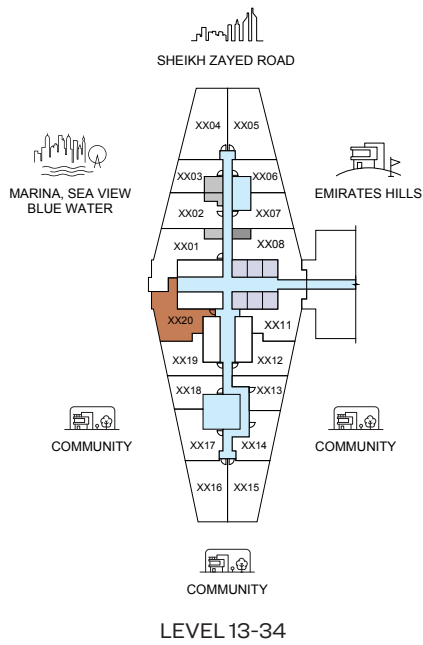 SHEIKH ZAYED ROAD
XX04
XX05
MARINA, SEA VIEW
BLUE WATER
EMIRATES HILLS
XX03
XX06
XX02
XX07
XX01
XX08
XX20
XX11
XX19
XX12
XX18
XX13
COMMUNITY
COMMUNITY
XX17
XX14
XX16
XX15
COMMUNITY
LEVEL 13-34